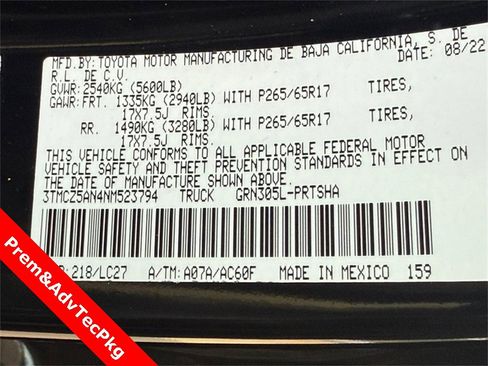 MFD.BY:TOYOTA MOTOR MANUFACTURING DE BAJA CALIFORNIA, S. DE
R.L. DE C.V. DATE: 08/22
GVWR:2540KG (5600LB)
GAWR:FRT. 1335KG (2940LB) WITH P265/65R17 TIRES,
17X7.5J RIMS.
RR. 1490KG (3280LB) WITH P265/65R17 TIRES,
17X7.5J RIMS.
THIS VEHICLE CONFORMS TO ALL APPLICABLE FEDERAL MOTOR
VEHICLE SAFETY AND THEFT PREVENTION STANDARDS IN EFFECT ON
THE DATE OF MANUFACTURE SHOWN ABOVE.
3TMCZ5AN4NM523794 TRUCK GRN305L-PRTSHA
:218/LC27 A/TM: A07A/AC60F MADE IN MEXICO 159
Prem&AdvTecPkg